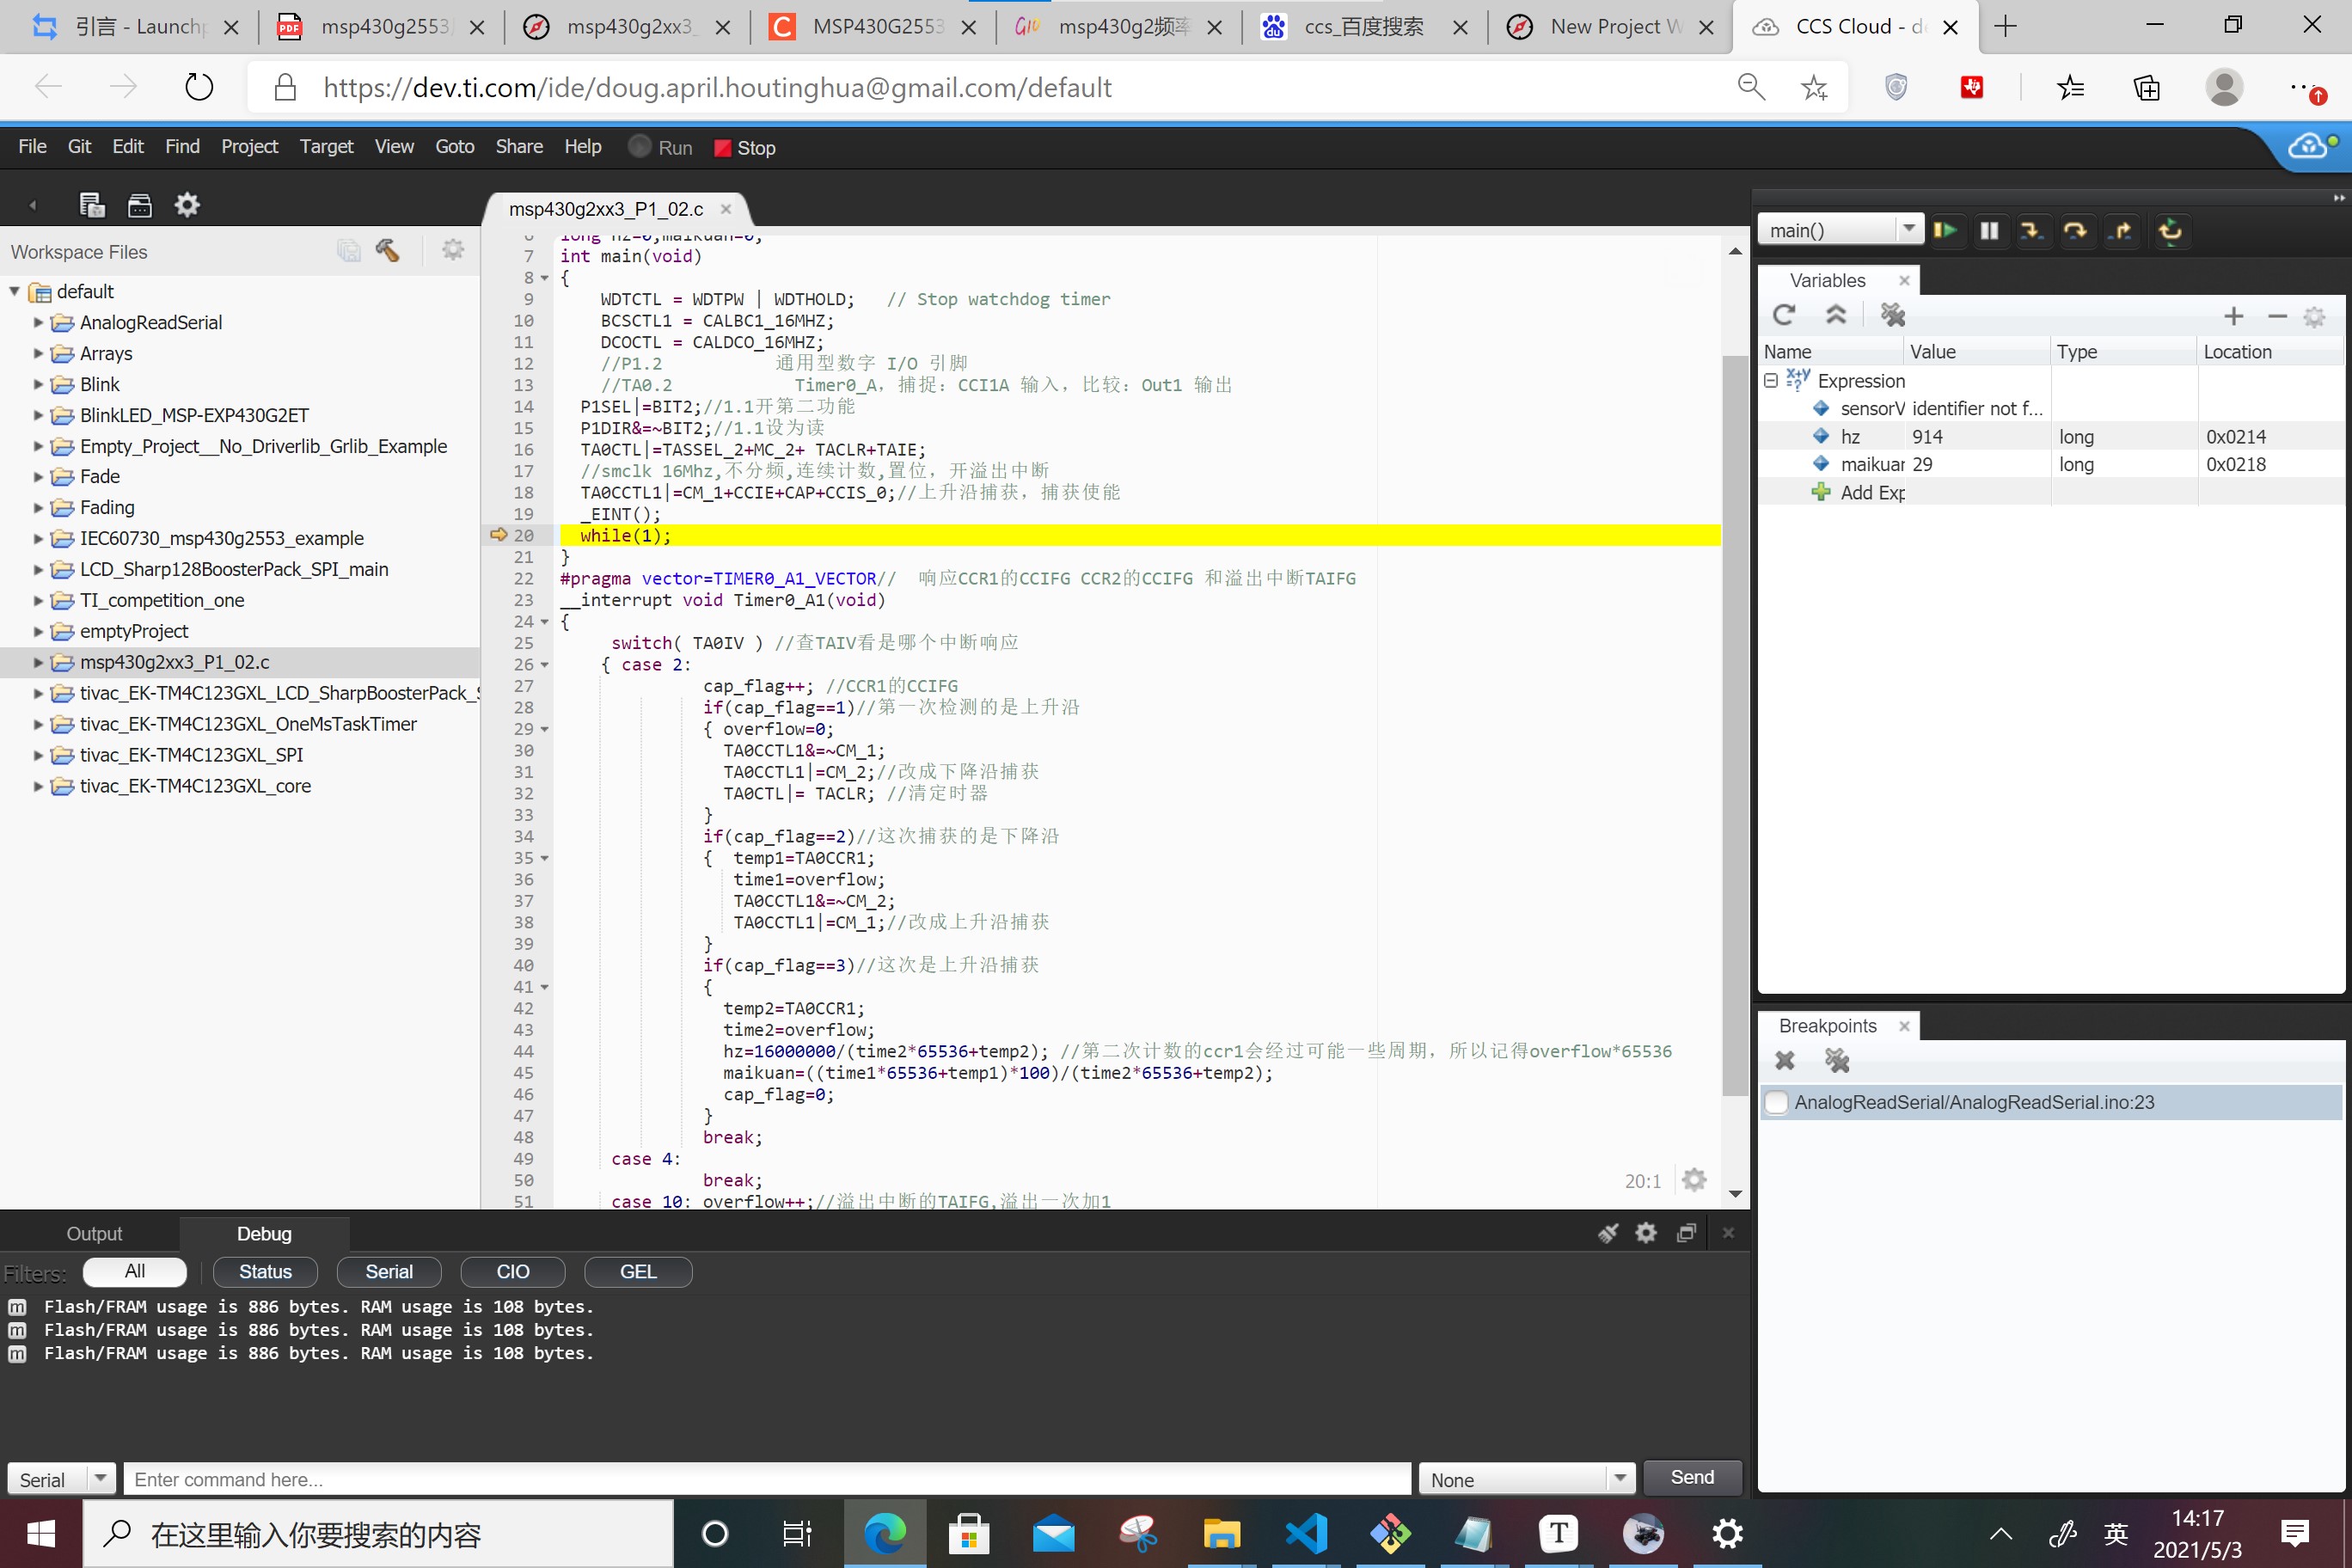 引言 - Launchp
msp430g2553
msp430g2xx3_
MSP430G2553
msp430g2频率
ccs_百度搜索
New Project W
CCS Cloud - de
https://dev.ti.com/ide/doug.april.houtinghua@gmail.com/default
File Git Edit Find Project Target View Goto Share Help Run Stop
msp430g2xx3_P1_02.c
Workspace Files
default
AnalogReadSerial
Arrays
Blink
BlinkLED_MSP-EXP430G2ET
Empty_Project__No_Driverlib_Grlib_Example
Fade
Fading
IEC60730_msp430g2553_example
LCD_Sharp128BoosterPack_SPI_main
TI_competition_one
emptyProject
msp430g2xx3_P1_02.c
tivac_EK-TM4C123GXL_LCD_SharpBoosterPack_S
tivac_EK-TM4C123GXL_OneMsTaskTimer
tivac_EK-TM4C123GXL_SPI
tivac_EK-TM4C123GXL_core
6 long hz=0,maikuan=0;
7 int main(void)
8 {
9 WDTCTL = WDTPW | WDTHOLD; // Stop watchdog timer
10 BCSCTL1 = CALBC1_16MHZ;
11 DCOCTL = CALDCO_16MHZ;
12 //P1.2 通用型数字 I/O 引脚
13 //TA0.2 Timer0_A，捕捉：CCI1A 输入，比较：Out1 输出
14 P1SEL|=BIT2;//1.1开第二功能
15 P1DIR&=~BIT2;//1.1设为读
16 TA0CTL|=TASSEL_2+MC_2+ TACLR+TAIE;
17 //smclk 16Mhz,不分频,连续计数,置位，开溢出中断
18 TA0CCTL1|=CM_1+CCIE+CAP+CCIS_0;//上升沿捕获，捕获使能
19 _EINT();
20 while(1);
21 }
22 #pragma vector=TIMER0_A1_VECTOR// 响应CCR1的CCIFG CCR2的CCIFG 和溢出中断TAIFG
23 __interrupt void Timer0_A1(void)
24 {
25 switch( TA0IV ) //查TAIV看是哪个中断响应
26 { case 2:
27 cap_flag++; //CCR1的CCIFG
28 if(cap_flag==1)//第一次检测的是上升沿
29 { overflow=0;
30 TA0CCTL1&=~CM_1;
31 TA0CCTL1|=CM_2;//改成下降沿捕获
32 TA0CTL|= TACLR; //清定时器
33 }
34 if(cap_flag==2)//这次捕获的是下降沿
35 { temp1=TA0CCR1;
36 time1=overflow;
37 TA0CCTL1&=~CM_2;
38 TA0CCTL1|=CM_1;//改成上升沿捕获
39 }
40 if(cap_flag==3)//这次是上升沿捕获
41 {
42 temp2=TA0CCR1;
43 time2=overflow;
44 hz=16000000/(time2*65536+temp2); //第二次计数的ccr1会经过可能一些周期，所以记得overflow*65536
45 maikuan=((time1*65536+temp1)*100)/(time2*65536+temp2);
46 cap_flag=0;
47 }
48 break;
49 case 4:
50 break;
51 case 10: overflow++;//溢出中断的TAIFG,溢出一次加1
20:1
main()
Variables
Name Value Type Location
Expression
sensorV identifier not f...
hz 914 long 0x0214
maikuan 29 long 0x0218
Add Exp
Breakpoints
AnalogReadSerial/AnalogReadSerial.ino:23
Output Debug
Filters: All Status Serial CIO GEL
Flash/FRAM usage is 886 bytes. RAM usage is 108 bytes.
Flash/FRAM usage is 886 bytes. RAM usage is 108 bytes.
Flash/FRAM usage is 886 bytes. RAM usage is 108 bytes.
Serial Enter command here... None Send
在这里输入你要搜索的内容
英
14:17
2021/5/3